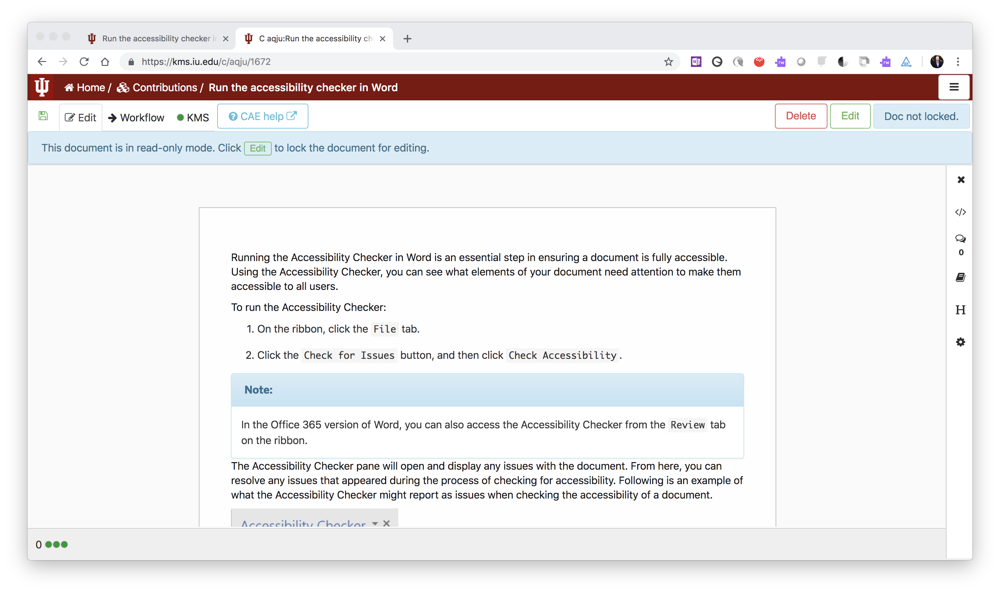 Run the accessibility checker in
C aqju:Run the accessibility ch
https://kms.iu.edu/c/aqju/1672
Home / Contributions / Run the accessibility checker in Word
Edit Workflow KMS CAE help Delete Edit Doc not locked.
This document is in read-only mode. Click Edit to lock the document for editing.
0
H
Running the Accessibility Checker in Word is an essential step in ensuring a document is fully accessible.
Using the Accessibility Checker, you can see what elements of your document need attention to make them
accessible to all users.
To run the Accessibility Checker:
1. On the ribbon, click the File tab.
2. Click the Check for Issues button, and then click Check Accessibility.
Note:
In the Office 365 version of Word, you can also access the Accessibility Checker from the Review tab
on the ribbon.
The Accessibility Checker pane will open and display any issues with the document. From here, you can
resolve any issues that appeared during the process of checking for accessibility. Following is an example of
what the Accessibility Checker might report as issues when checking the accessibility of a document.
Accessibility Checker
0